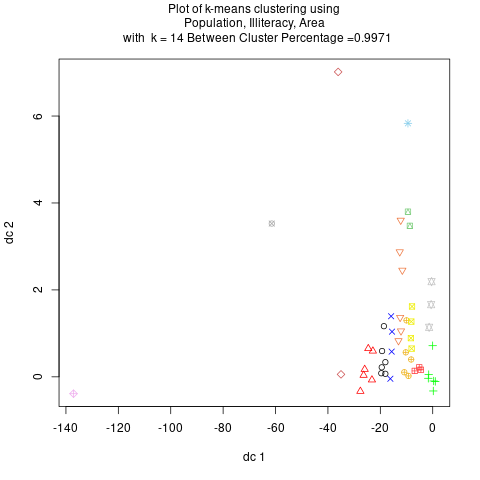 Plot of k-means clustering using
Population, Illiteracy, Area
with  k = 14 Between Cluster Percentage =0.9971
dc 2
6
4
2
0
-140
-120
-100
-80
-60
-40
-20
0
dc 1